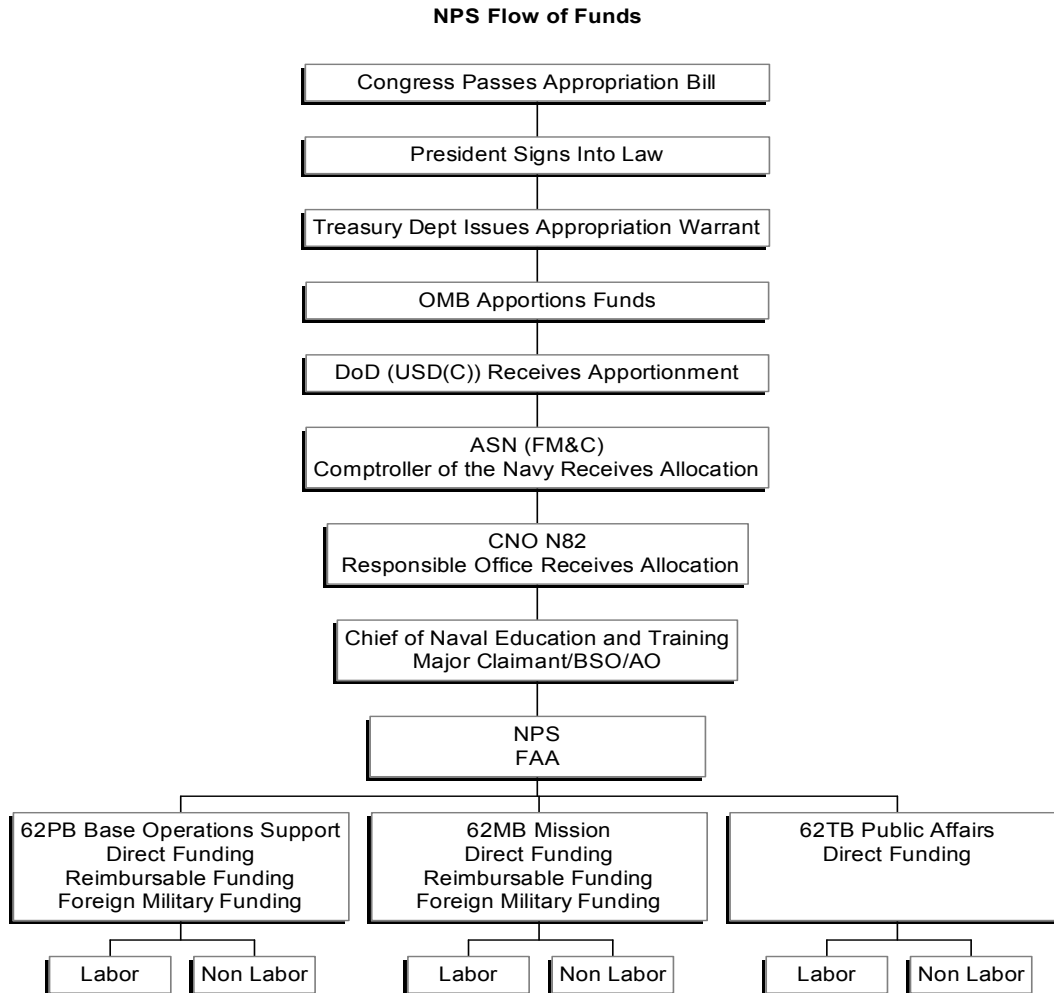 NPS Flow of Funds
Congress Passes Appropriation Bill
President Signs Into Law
Treasury Dept Issues Appropriation Warrant
OMB Apportions Funds
DoD (USD(C)) Receives Apportionment
ASN (FM&C)
Comptroller of the Navy Receives Allocation
CNO N82
Responsible Office Receives Allocation
Chief of Naval Education and Training
Major Claimant/BSO/AO
NPS
FAA
62PB Base Operations Support
Direct Funding
Reimbursable Funding
Foreign Military Funding
62MB Mission
Direct Funding
Reimbursable Funding
Foreign Military Funding
62TB Public Affairs
Direct Funding
Labor
Non Labor
Labor
Non Labor
Labor
Non Labor